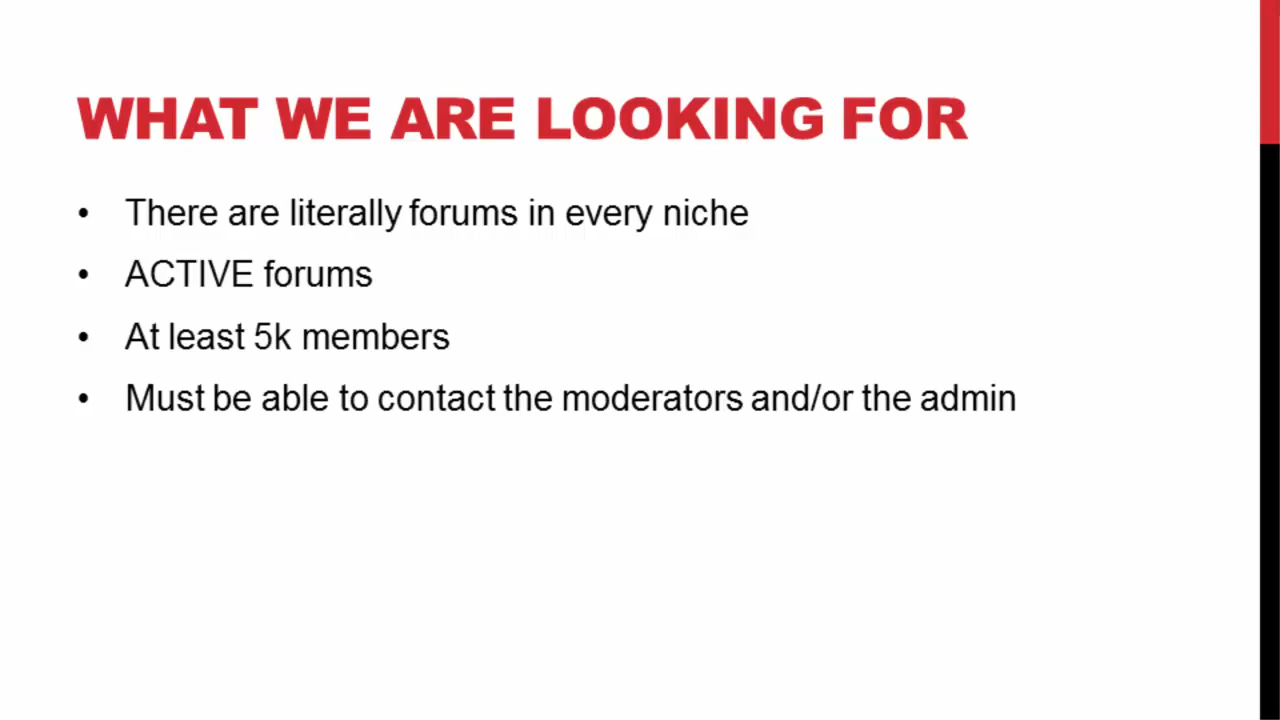 WHAT WE ARE LOOKING FOR
• There are literally forums in every niche
• ACTIVE forums
• At least 5k members
• Must be able to contact the moderators and/or the admin